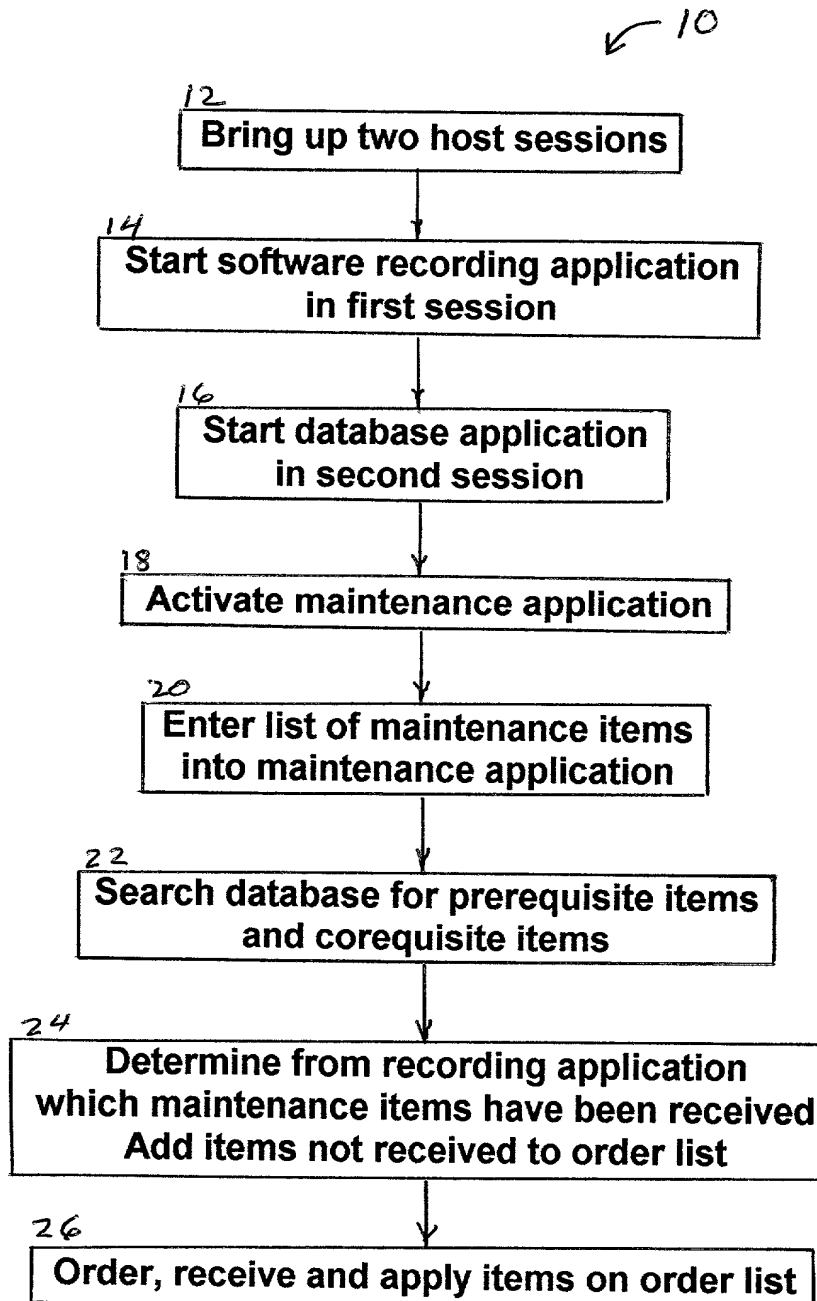 10
12
Bring up two host sessions
14
Start software recording application
in first session
16
Start database application
in second session
18
Activate maintenance application
20
Enter list of maintenance items
into maintenance application
22
Search database for prerequisite items
and corequisite items
24
Determine from recording application
which maintenance items have been received
Add items not received to order list
26
Order, receive and apply items on order list